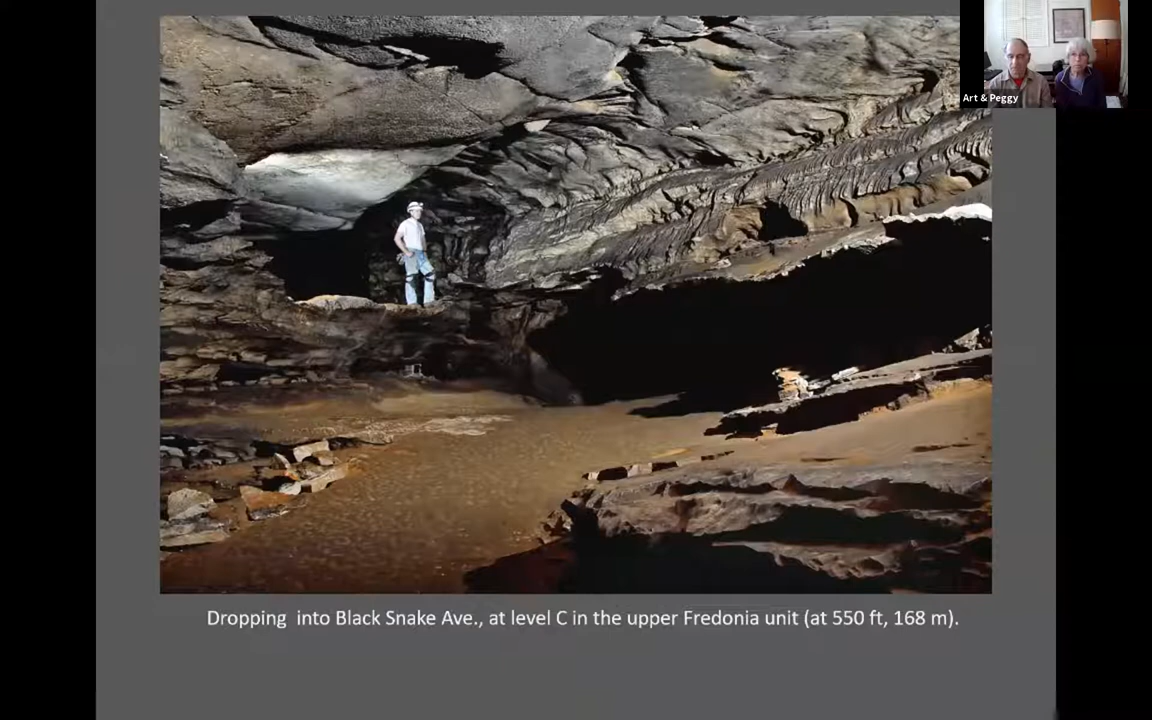 Art & Peggy
Dropping  into Black Snake Ave., at level C in the upper Fredonia unit (at 550 ft, 168 m).